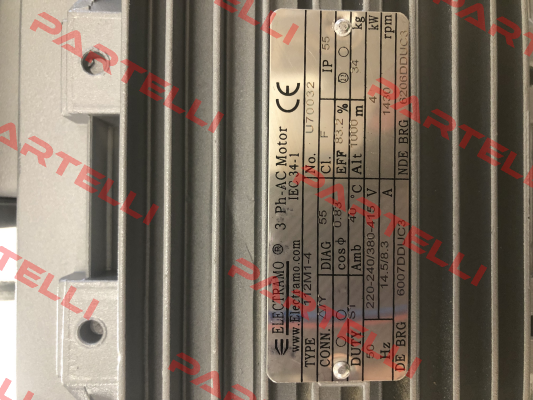 ELECTRAMO ® 3 Ph-AC Motor CE
www.Electramo.com IEC34-1
TYPE 112M1-4 No. U70032
CONN. Δ/Y DIAG 55 Cl. F IP 55
cos φ 0.83 EFF 83.2 % 34 kg
DUTY S1 Amb 40 °C Alt 1000 m 4 kW
50 Hz 220-240/380-415 V 14.5/8.3 A 1430 rpm
DE BRG 6007DDUC3 NDE BRG 6206DDUC3
PARTELLI
PARTELLI
PARTELLI
PARTELLI
PARTELLI